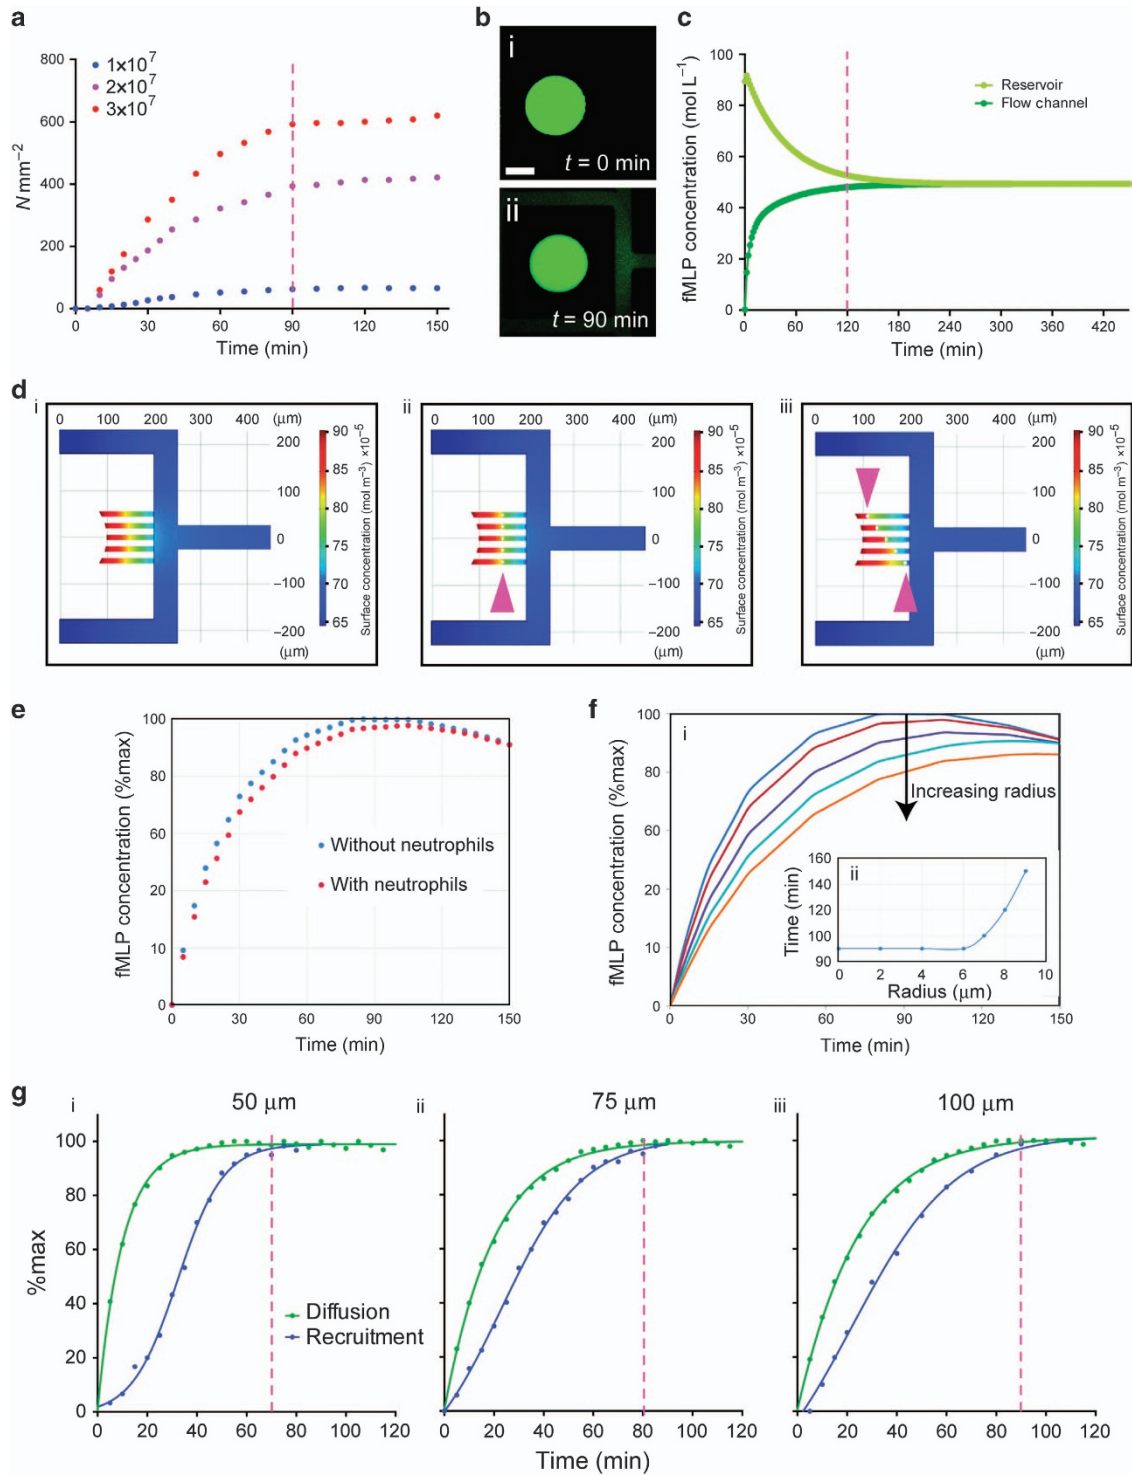 a
800
600
400
200
0
N mm⁻²
1×10⁷
2×10⁷
3×10⁷
0 30 60 90 120 150
Time (min)
b
i
t = 0 min
ii
t = 90 min
c
100
80
60
40
20
0
fMLP concentration (mol L⁻¹)
Reservoir
Flow channel
0 60 120 180 240 300 360 420
Time (min)
d
i
0 100 200 300 400 (µm)
200
100
0
−100
−200
(µm)
90
85
80
75
70
65
Surface concentration (mol m⁻³) ×10⁻⁵
ii
0 100 200 300 400 (µm)
200
100
0
−100
−200
(µm)
90
85
80
75
70
65
Surface concentration (mol m⁻³) ×10⁻⁵
iii
0 100 200 300 400 (µm)
200
100
0
−100
−200
(µm)
90
85
80
75
70
65
Surface concentration (mol m⁻³) ×10⁻⁵
e
100
80
60
20
10
0
fMLP concentration (%max)
Without neutrophils
With neutrophils
0 30 60 90 120 150
Time (min)
f
i
100
80
60
20
10
0
fMLP concentration (%max)
Increasing radius
ii
160
140
120
100
90
Time (min)
0 2 4 6 8 10
Radius (µm)
0 30 60 90 120 150
Time (min)
g
i
50 µm
100
80
60
40
20
0
%max
Diffusion
Recruitment
0 20 40 60 80 100 120
ii
75 µm
0 20 40 60 80 100 120
iii
100 µm
0 20 40 60 80 100 120
Time (min)